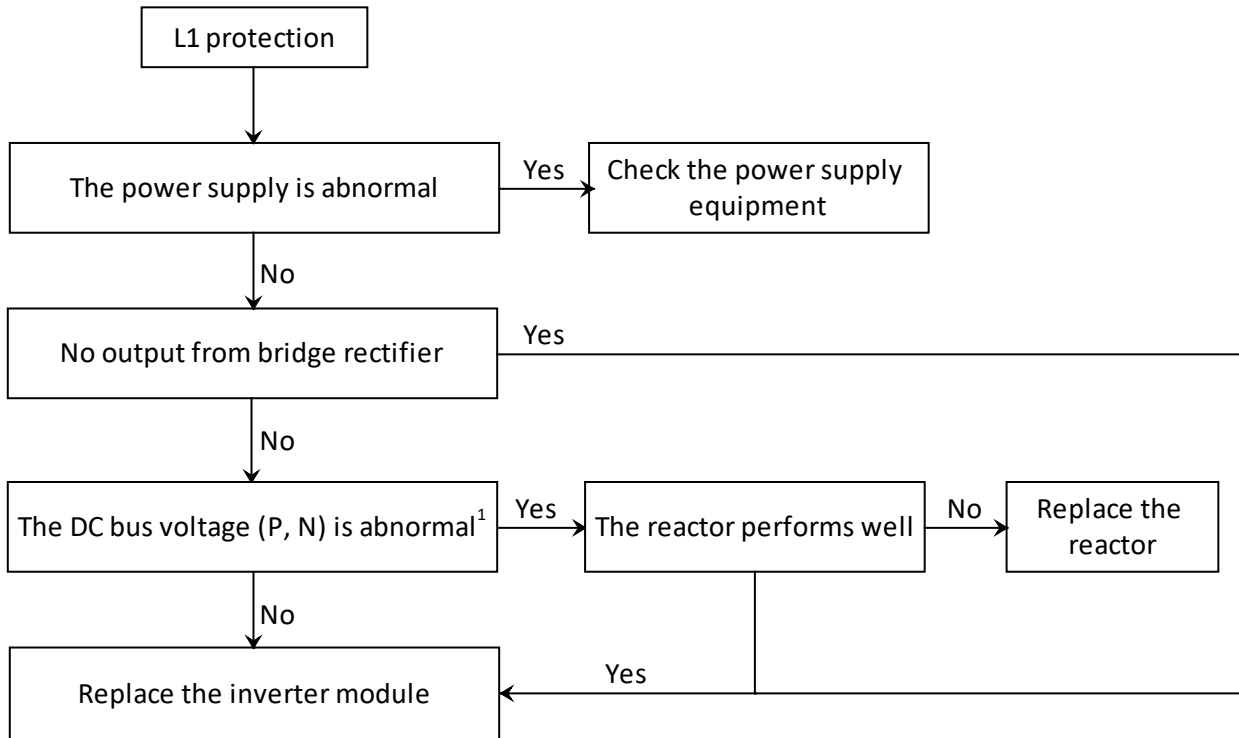 L1 protection
The power supply is abnormal
Yes
Check the power supply
equipment
No
No output from bridge rectifier
Yes
No
The DC bus voltage (P, N) is abnormal¹
Yes
The reactor performs well
No
Replace the
reactor
No
Replace the inverter module
Yes